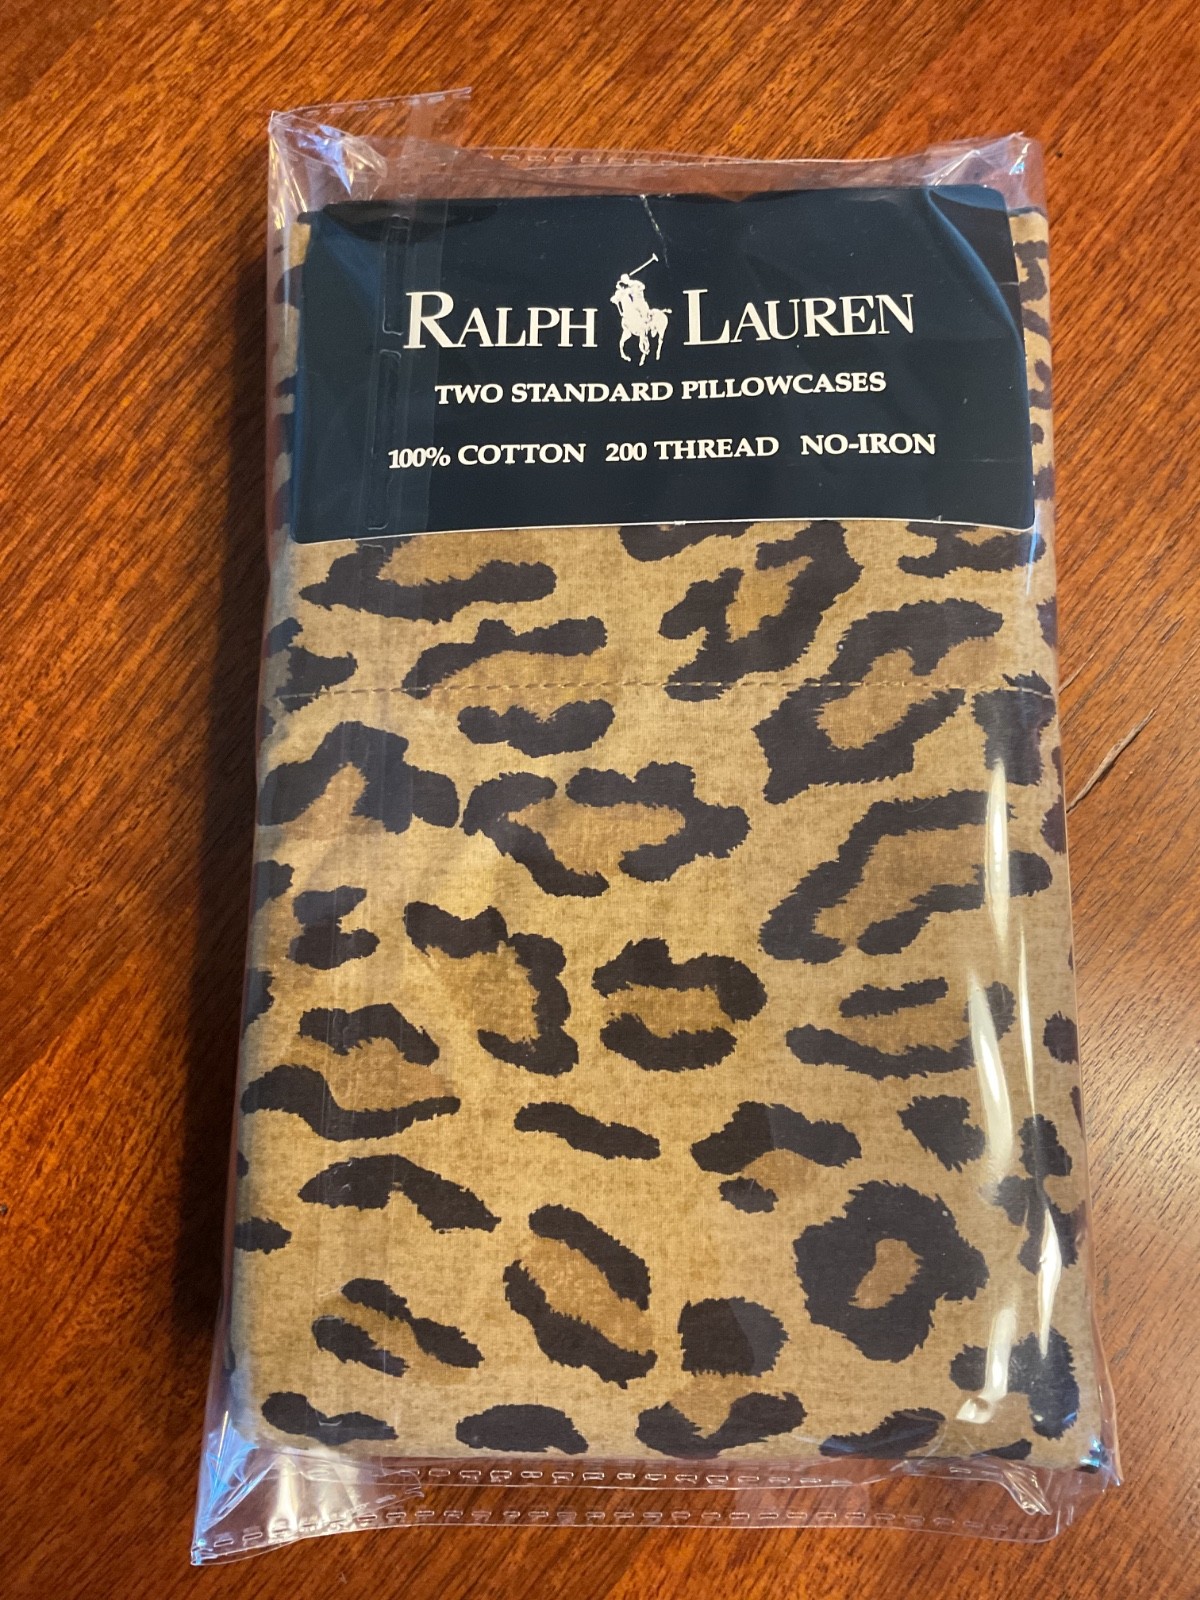 RALPH LAUREN
TWO STANDARD PILLOWCASES
100% COTTON 200 THREAD NO-IRON